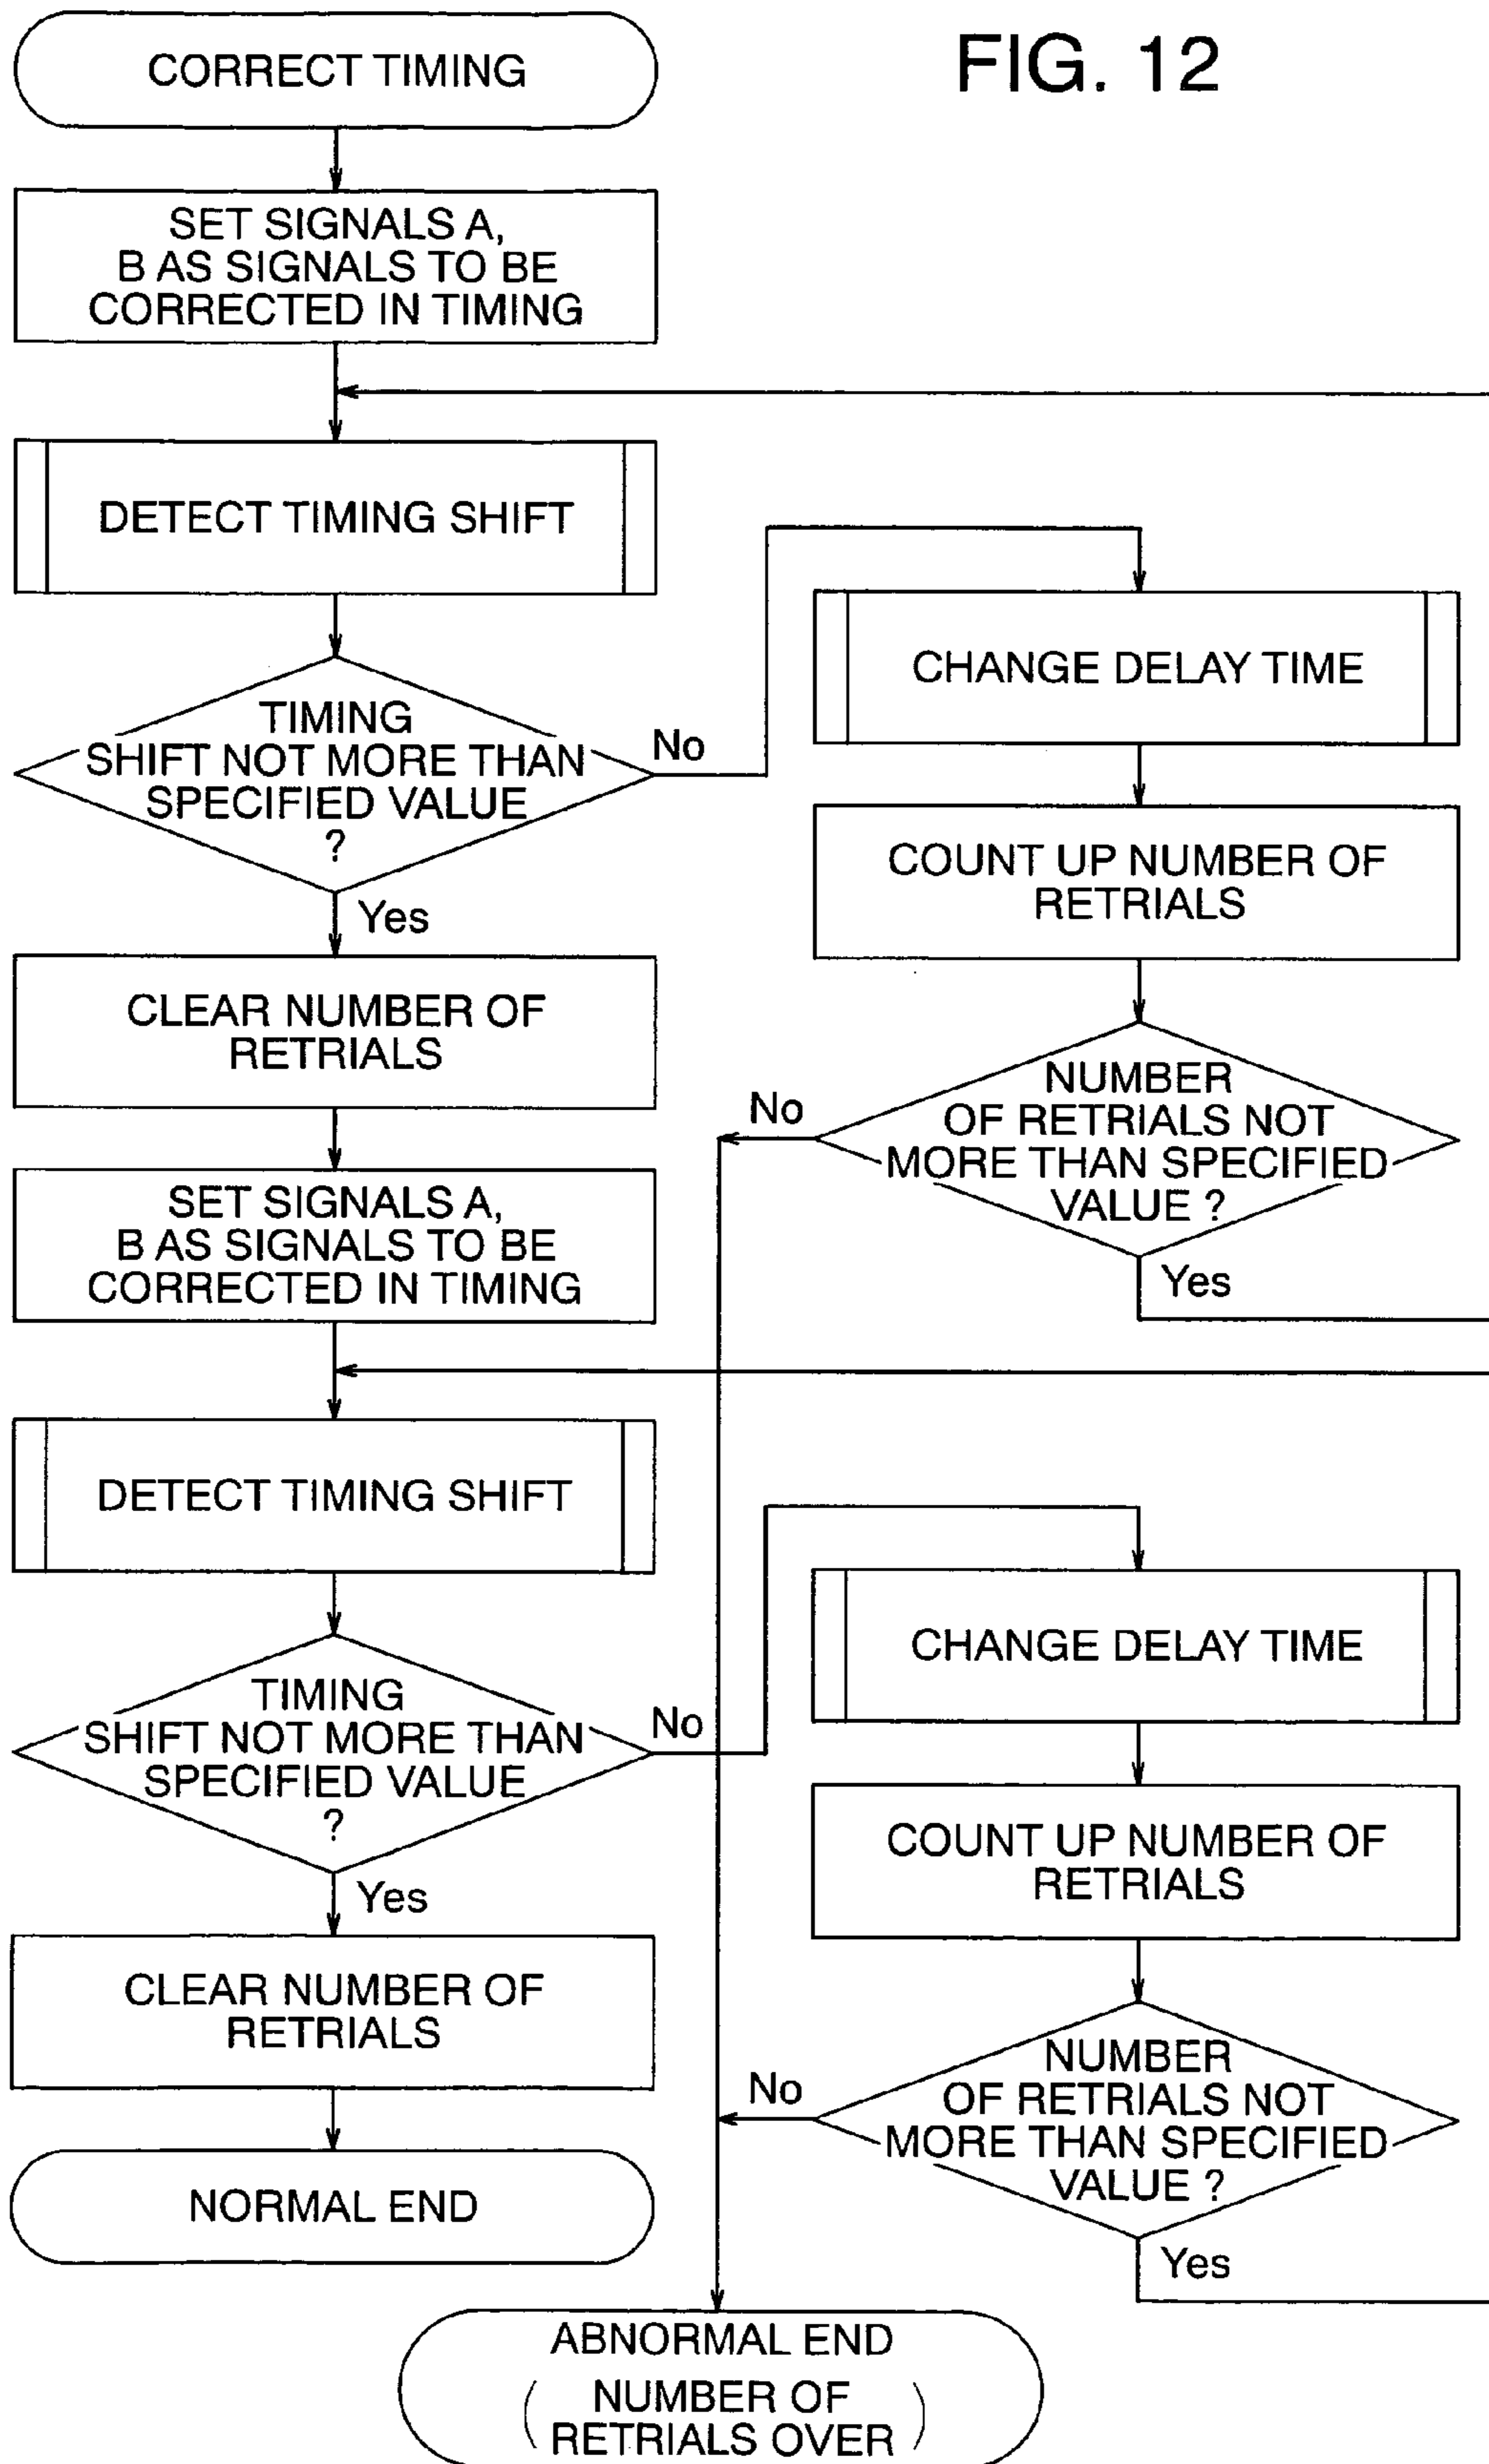 FIG. 12
CORRECT TIMING
SET SIGNALS A,
B AS SIGNALS TO BE
CORRECTED IN TIMING
DETECT TIMING SHIFT
TIMING
SHIFT NOT MORE THAN
SPECIFIED VALUE
?
No
Yes
CHANGE DELAY TIME
COUNT UP NUMBER OF
RETRIALS
NUMBER
OF RETRIALS NOT
MORE THAN SPECIFIED
VALUE ?
No
Yes
CLEAR NUMBER OF
RETRIALS
SET SIGNALS A,
B AS SIGNALS TO BE
CORRECTED IN TIMING
DETECT TIMING SHIFT
TIMING
SHIFT NOT MORE THAN
SPECIFIED VALUE
?
No
Yes
CHANGE DELAY TIME
COUNT UP NUMBER OF
RETRIALS
NUMBER
OF RETRIALS NOT
MORE THAN SPECIFIED
VALUE ?
No
Yes
CLEAR NUMBER OF
RETRIALS
NORMAL END
ABNORMAL END
( NUMBER OF
RETRIALS OVER )